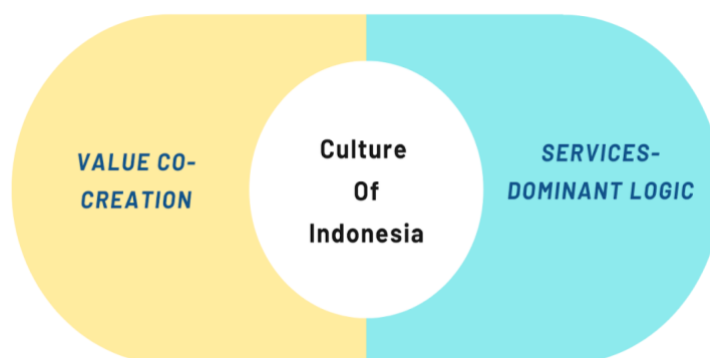 VALUE CO-
CREATION
Culture
Of
Indonesia
SERVICES-
DOMINANT LOGIC